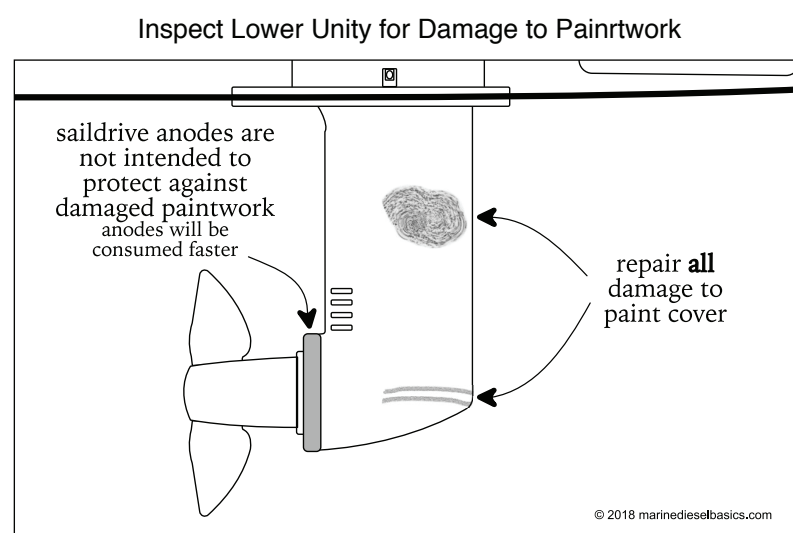 Inspect Lower Unity for Damage to Painrtwork
saildrive anodes are
not intended to
protect against
damaged paintwork
anodes will be
consumed faster
repair all
damage to
paint cover
© 2018 marinedieselbasics.com